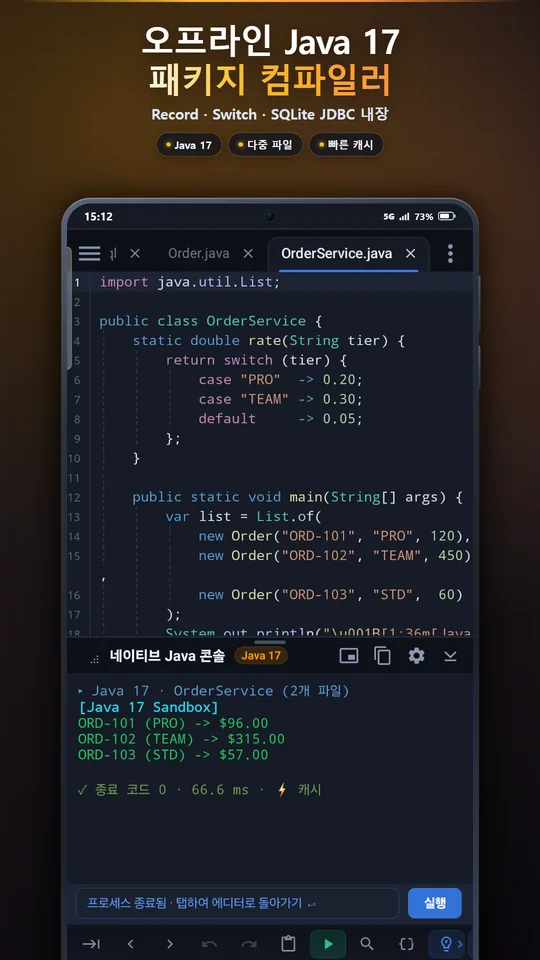 오프라인 Java 17
패키지 컴파일러
Record · Switch · SQLite JDBC 내장
Java 17 다중 파일 빠른 캐시
15:12 5G 73%
ql × Order.java × OrderService.java ×
1 import java.util.List;
2
3 public class OrderService {
4 static double rate(String tier) {
5 return switch (tier) {
6 case "PRO" -> 0.20;
7 case "TEAM" -> 0.30;
8 default -> 0.05;
9 };
10 }
11
12 public static void main(String[] args) {
13 var list = List.of(
14 new Order("ORD-101", "PRO", 120),
15 new Order("ORD-102", "TEAM", 450)
,
16 new Order("ORD-103", "STD", 60)
17 );
18 System.out.println("\u001B[1;36m[Java
네이티브 Java 콘솔 Java 17
▸ Java 17 · OrderService (2개 파일)
[Java 17 Sandbox]
ORD-101 (PRO) -> $96.00
ORD-102 (TEAM) -> $315.00
ORD-103 (STD) -> $57.00
✓ 종료 코드 0 · 66.6 ms · ⚡ 캐시
프로세스 종료됨 · 탭하여 에디터로 돌아가기 ↩
실행